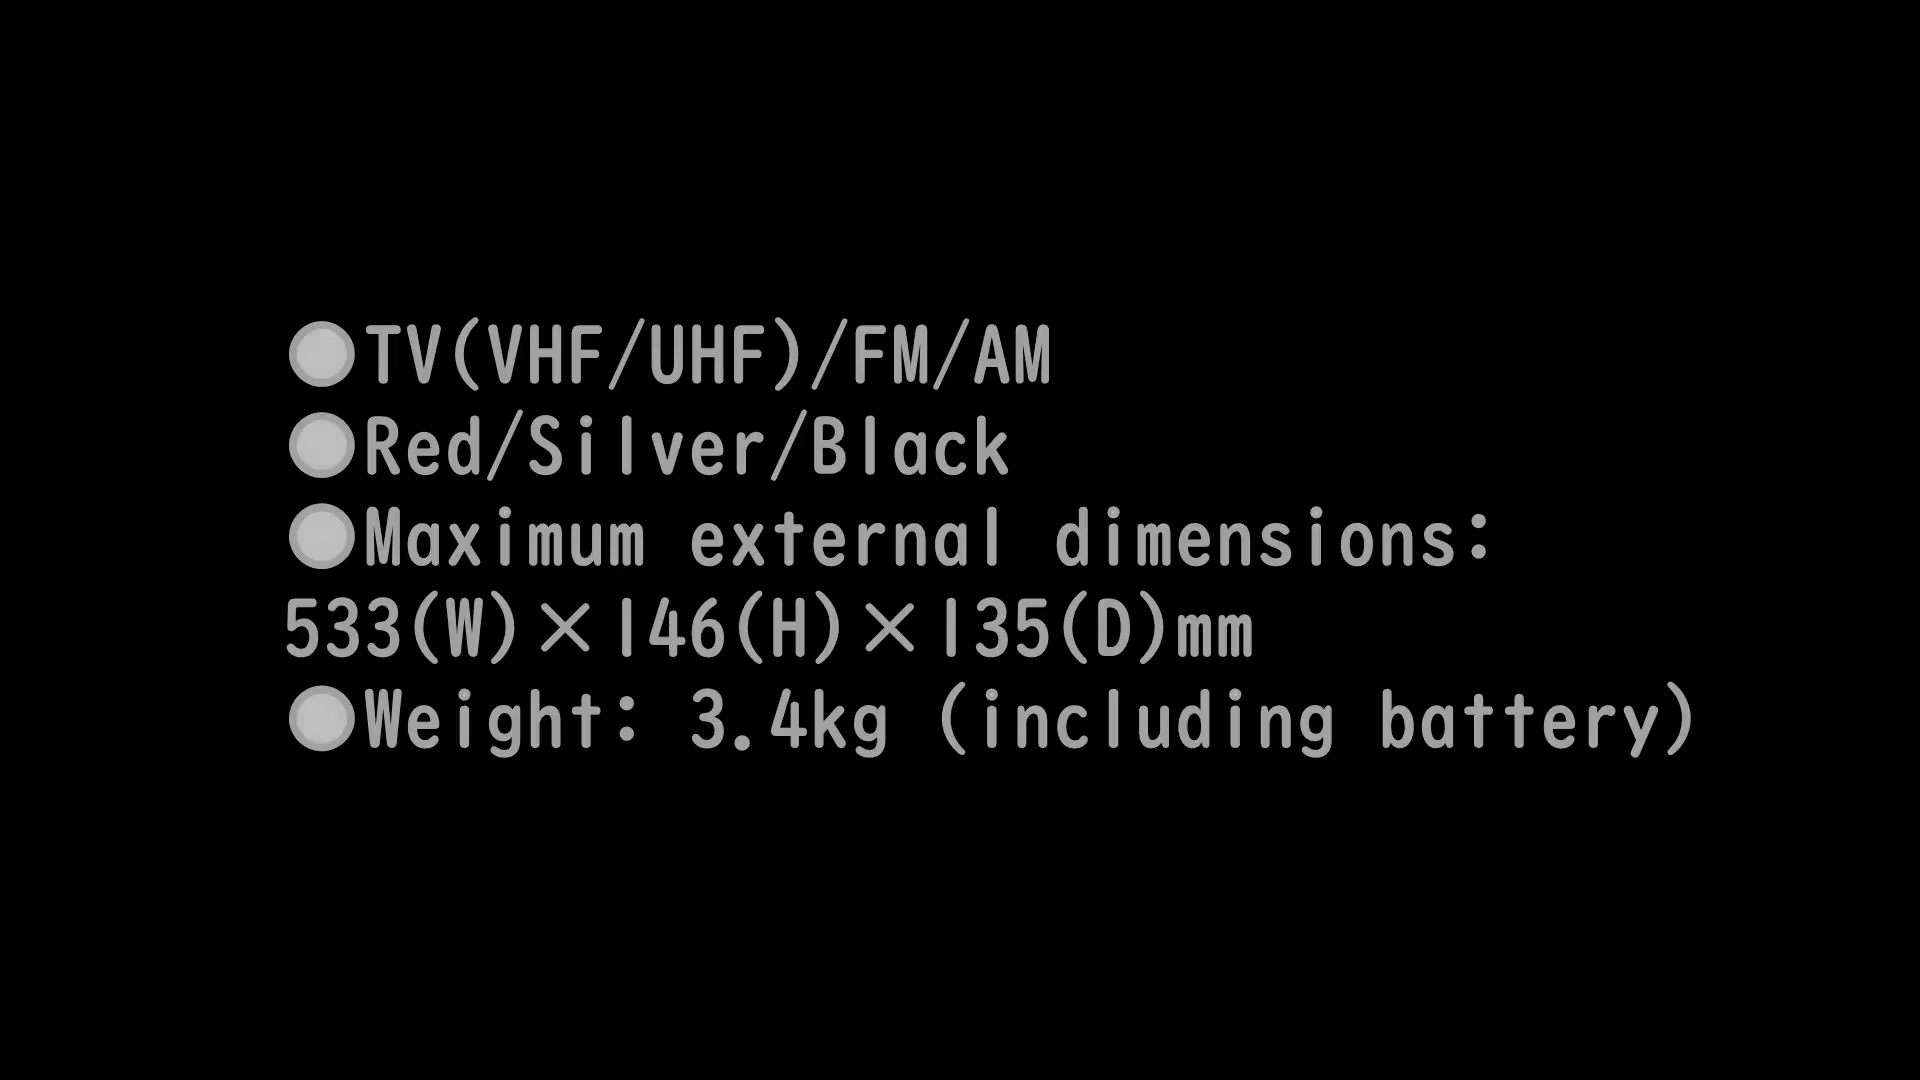 ●TV(VHF/UHF)/FM/AM
●Red/Silver/Black
●Maximum external dimensions:
533(W)×146(H)×135(D)mm
●Weight: 3.4kg (including battery)